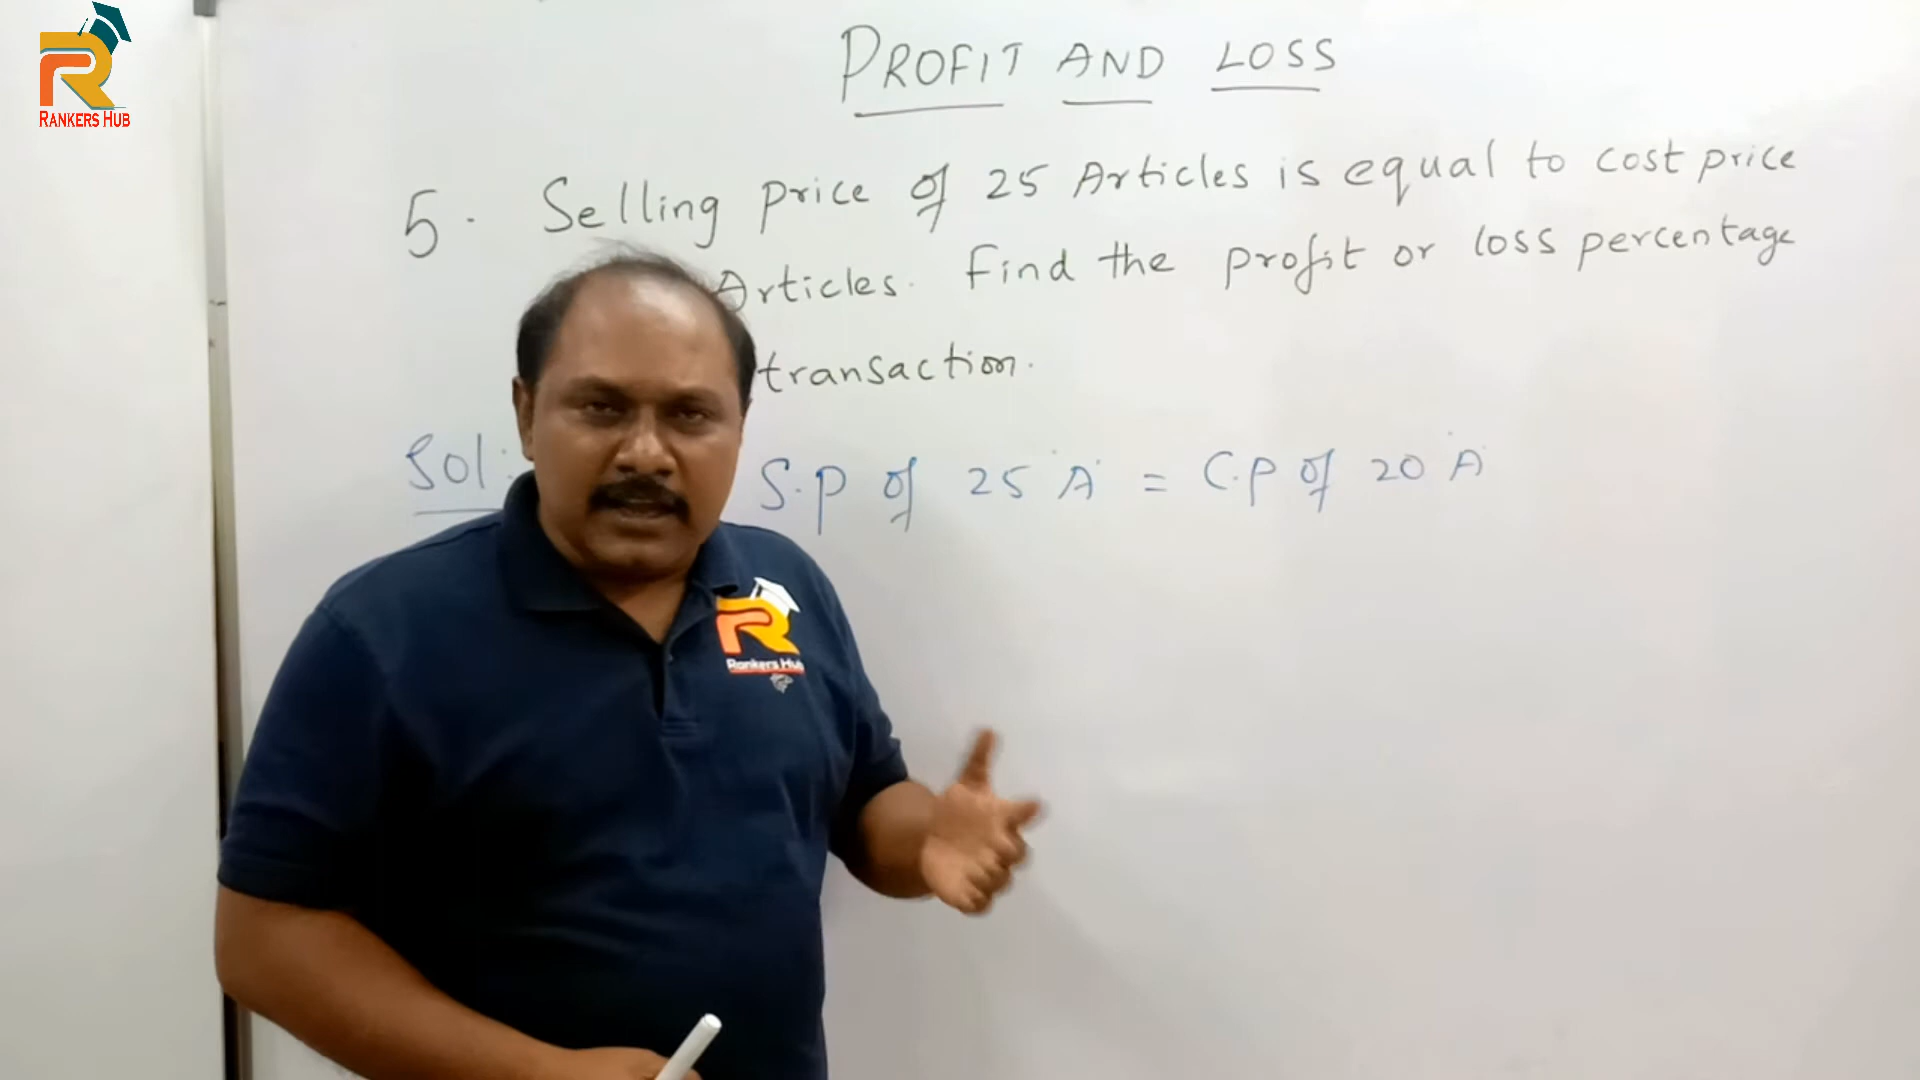 RANKERS HUB
PROFIT AND LOSS
5. Selling price of 25 Articles is equal to cost price
Articles. Find the profit or loss percentage
transaction.
Sol:
S.P of 25 A = C.P of 20 A
Rankers Hub